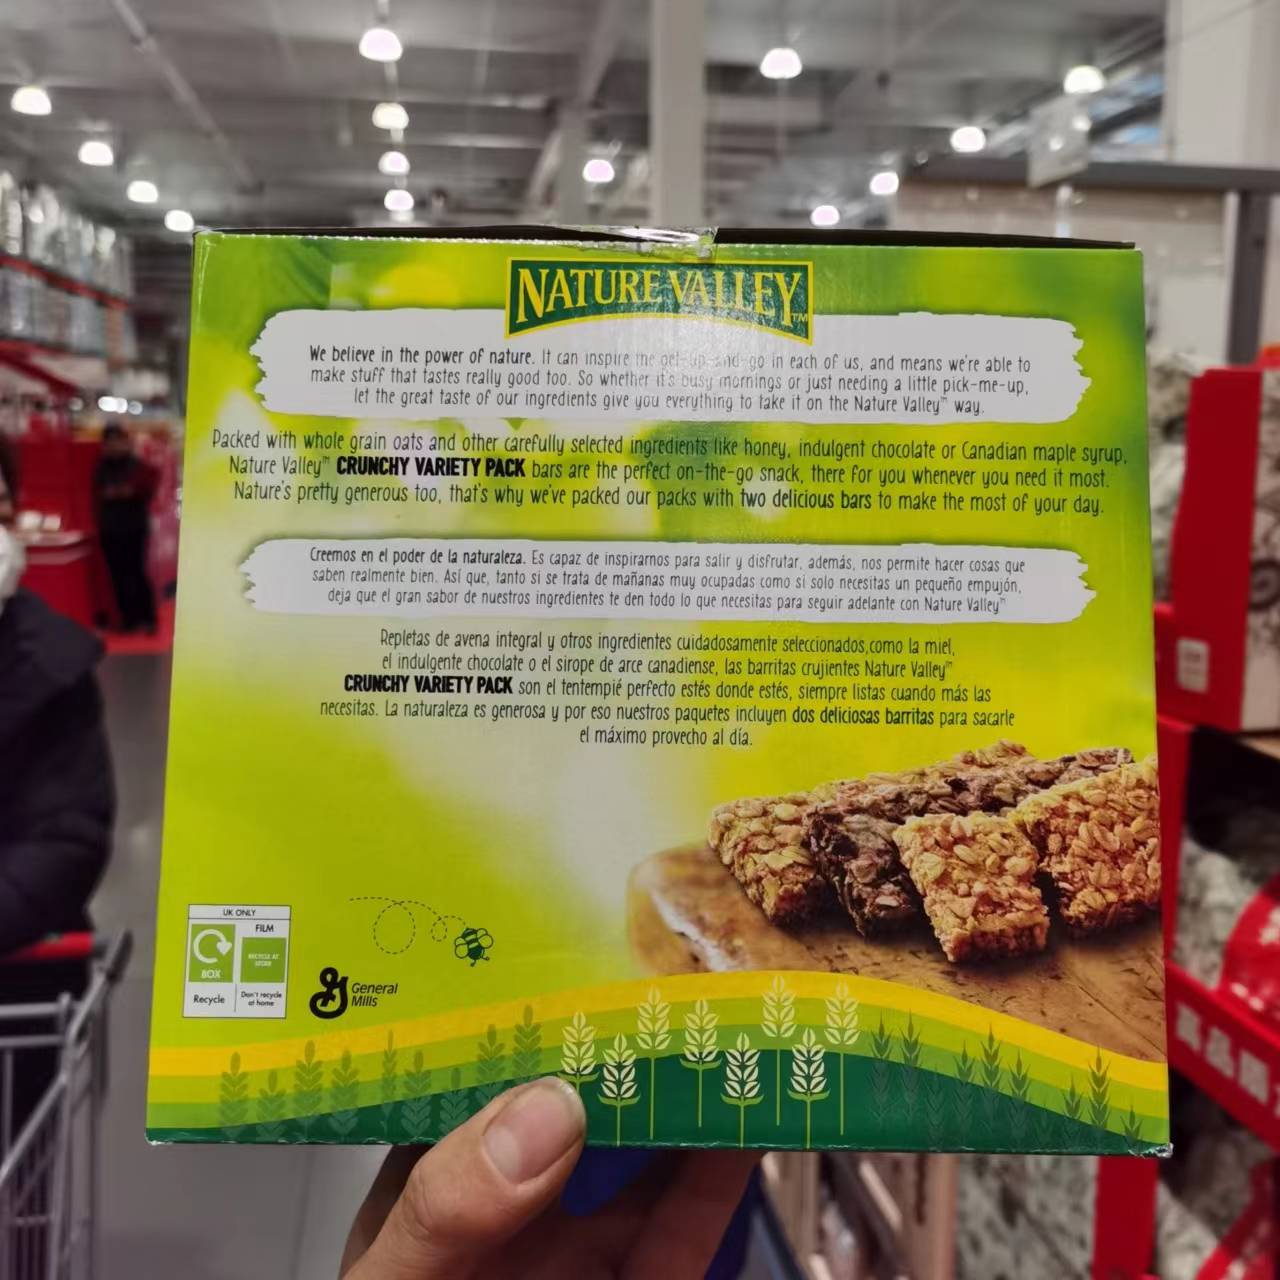 NATURE VALLEY™
We believe in the power of nature. It can inspire the get-up-and-go in each of us, and means we're able to
make stuff that tastes really good too. So whether it's busy mornings or just needing a little pick-me-up,
let the great taste of our ingredients give you everything to take it on the Nature Valley™ way.
Packed with whole grain oats and other carefully selected ingredients like honey, indulgent chocolate or Canadian maple syrup,
Nature Valley™ CRUNCHY VARIETY PACK bars are the perfect on-the-go snack, there for you whenever you need it most.
Nature's pretty generous too, that's why we've packed our packs with two delicious bars to make the most of your day.
Creemos en el poder de la naturaleza. Es capaz de inspirarnos para salir y disfrutar, además, nos permite hacer cosas que
saben realmente bien. Así que, tanto si se trata de mañanas muy ocupadas como si solo necesitas un pequeño empujón,
deja que el gran sabor de nuestros ingredientes te den todo lo que necesitas para seguir adelante con Nature Valley™
Repletas de avena integral y otros ingredientes cuidadosamente seleccionados, como la miel,
el indulgente chocolate o el sirope de arce canadiense, las barritas crujientes Nature Valley™
CRUNCHY VARIETY PACK son el tentempié perfecto estés donde estés, siempre listas cuando más las
necesitas. La naturaleza es generosa y por eso nuestros paquetes incluyen dos deliciosas barritas para sacarle
el máximo provecho al día.
UK ONLY
FILM
RECYCLE AT
STORE
BOX
Recycle
Don't recycle
at home
General
Mills